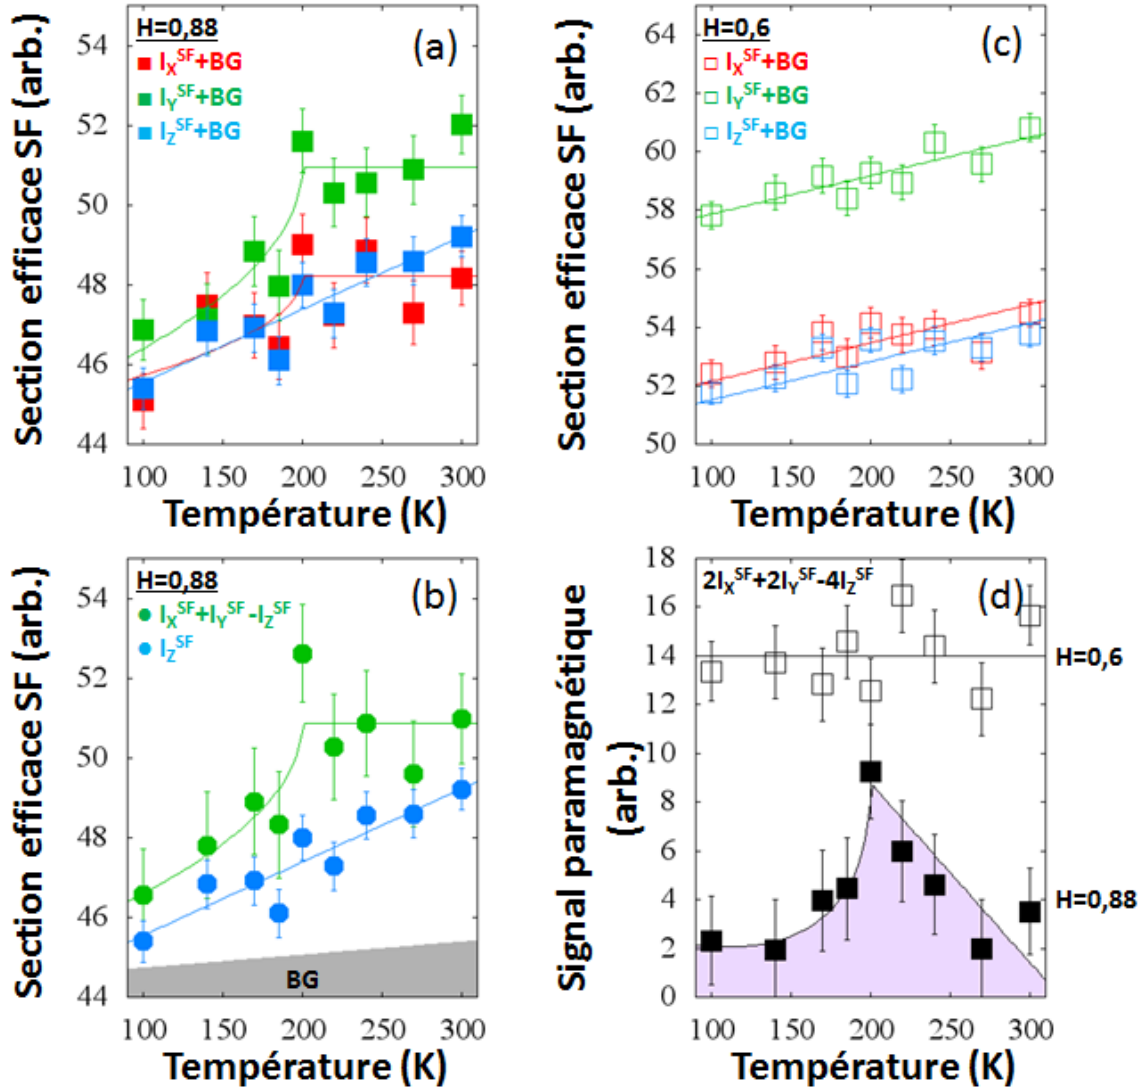 H=0,88
(a)
I_X^SF+BG
I_Y^SF+BG
I_Z^SF+BG
Section efficace SF (arb.)
54
52
50
48
46
44
100 150 200 250 300
Température (K)
H=0,6
(c)
I_X^SF+BG
I_Y^SF+BG
I_Z^SF+BG
Section efficace SF (arb.)
64
62
60
58
56
54
52
50
100 150 200 250 300
Température (K)
H=0,88
(b)
I_X^SF+I_Y^SF-I_Z^SF
I_Z^SF
Section efficace SF (arb.)
54
52
50
48
46
44
BG
100 150 200 250 300
Température (K)
2I_X^SF+2I_Y^SF-4I_Z^SF
(d)
Signal paramagnétique
(arb.)
18
16
14
12
10
8
6
4
2
0
H=0,6
H=0,88
100 150 200 250 300
Température (K)